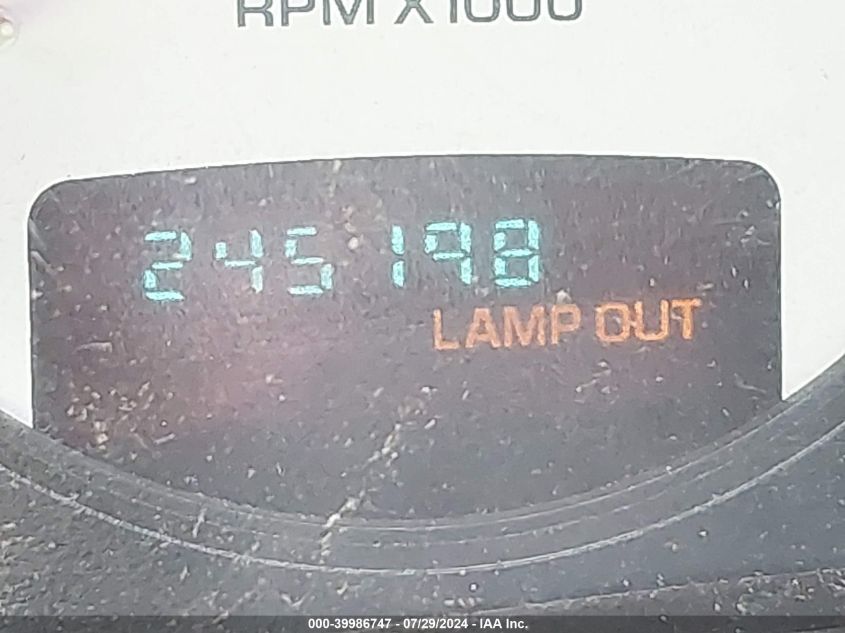 RPM X1000
245198
LAMP OUT
000-39986747 - 07/29/2024 - IAA Inc.